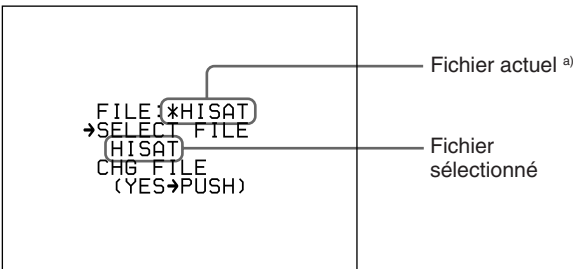 FILE:*HISAT
→SELECT FILE
HISAT
CHG FILE
(YES→PUSH)
Fichier actuel a)
Fichier
sélectionné